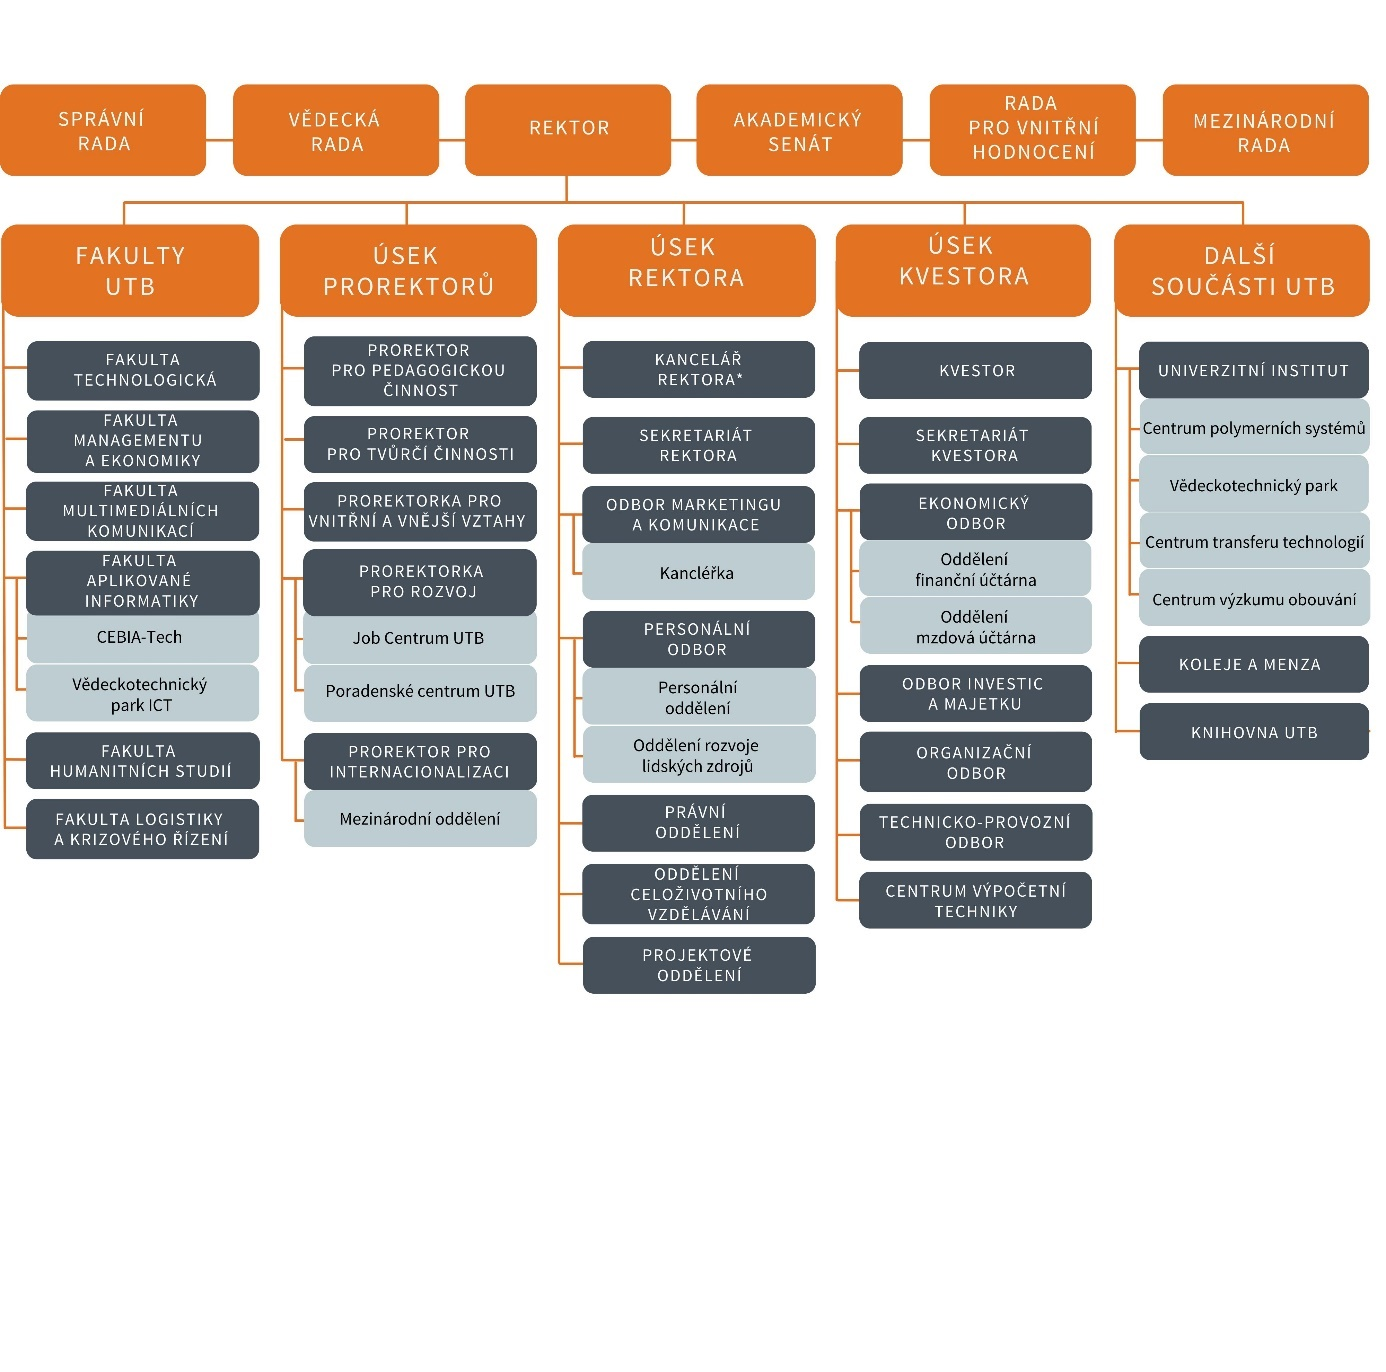 SPRÁVNÍ
RADA
VĚDECKÁ
RADA
REKTOR
AKADEMICKÝ
SENÁT
RADA
PRO VNITŘNÍ
HODNOCENÍ
MEZINÁRODNÍ
RADA
FAKULTY
UTB
FAKULTA
TECHNOLOGICKÁ
FAKULTA
MANAGEMENTU
A EKONOMIKY
FAKULTA
MULTIMEDIÁLNÍCH
KOMUNIKACÍ
FAKULTA
APLIKOVANÉ
INFORMATIKY
CEBIA-Tech
Vědeckotechnický
park ICT
FAKULTA
HUMANITNÍCH STUDIÍ
FAKULTA LOGISTIKY
A KRIZOVÉHO ŘÍZENÍ
ÚSEK
PROREKTORŮ
PROREKTOR
PRO PEDAGOGICKOU
ČINNOST
PROREKTOR
PRO TVŮRČÍ ČINNOSTI
PROREKTORKA PRO
VNITŘNÍ A VNĚJŠÍ VZTAHY
PROREKTORKA
PRO ROZVOJ
Job Centrum UTB
Poradenské centrum UTB
PROREKTOR PRO
INTERNACIONALIZACI
Mezinárodní oddělení
ÚSEK
REKTORA
KANCELÁŘ
REKTORA*
SEKRETARIÁT
REKTORA
ODBOR MARKETINGU
A KOMUNIKACE
Kancléřka
PERSONÁLNÍ
ODBOR
Personální
oddělení
Oddělení rozvoje
lidských zdrojů
PRÁVNÍ
ODDĚLENÍ
ODDĚLENÍ
CELOŽIVOTNÍHO
VZDĚLÁVÁNÍ
PROJEKTOVÉ
ODDĚLENÍ
ÚSEK
KVESTORA
KVESTOR
SEKRETARIÁT
KVESTORA
EKONOMICKÝ
ODBOR
Oddělení
finanční účtárna
Oddělení
mzdová účtárna
ODBOR INVESTIC
A MAJETKU
ORGANIZAČNÍ
ODBOR
TECHNICKO-PROVOZNÍ
ODBOR
CENTRUM VÝPOČETNÍ
TECHNIKY
DALŠÍ
SOUČÁSTI UTB
UNIVERZITNÍ INSTITUT
Centrum polymerních systémů
Vědeckotechnický park
Centrum transferu technologií
Centrum výzkumu obouvání
KOLEJE A MENZA
KNIHOVNA UTB